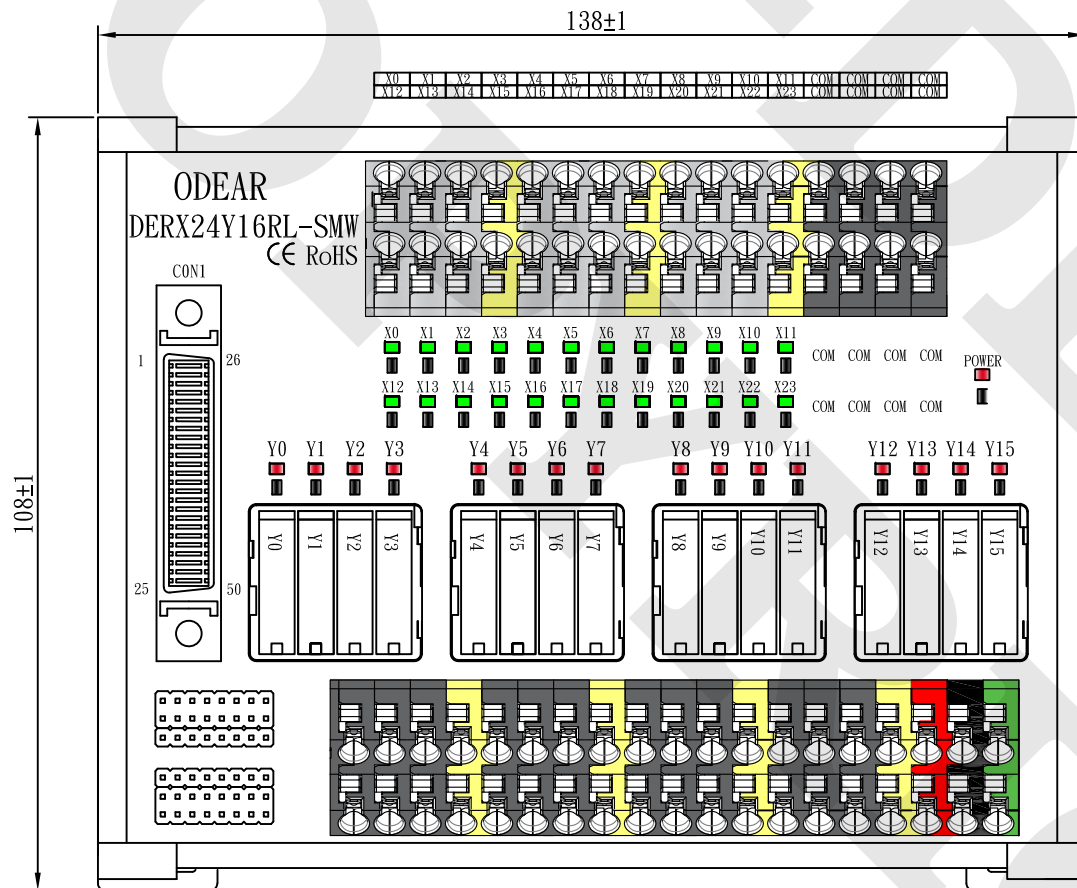 138±1
X0 X1 X2 X3 X4 X5 X6 X7 X8 X9 X10 X11 COM COM COM COM
X12 X13 X14 X15 X16 X17 X18 X19 X20 X21 X22 X23 COM COM COM COM
ODEAR
DERX24Y16RL-SMW
CE RoHS
CON1
X0 X1 X2 X3 X4 X5 X6 X7 X8 X9 X10 X11
1 26
COM COM COM COM
POWER
X12 X13 X14 X15 X16 X17 X18 X19 X20 X21 X22 X23
COM COM COM COM
Y0 Y1 Y2 Y3 Y4 Y5 Y6 Y7 Y8 Y9 Y10 Y11 Y12 Y13 Y14 Y15
108±1
Y0 Y1 Y2 Y3 Y4 Y5 Y6 Y7 Y8 Y9 Y10 Y11 Y12 Y13 Y14 Y15
25 50